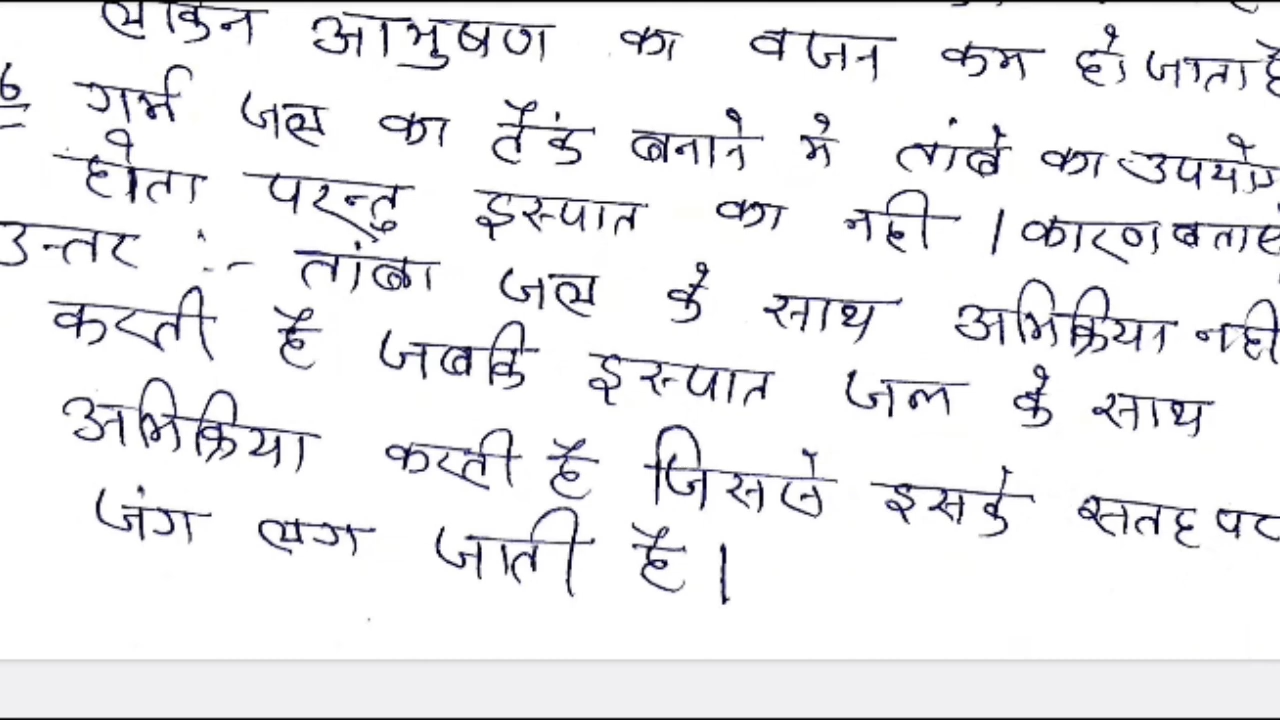 लेकिन आभुषण का वजन कम हो जाता है
6 गर्म जल का टैंक बनाने मे तांबे का उपयोग
होता परन्तु इस्पात का नही । कारण बताएं
उत्तर :- तांबा जल के साथ अभिक्रिया नही
करती है जबकि इस्पात जल के साथ
अभिक्रिया करती है जिससे इसके सतह पर
जंग लग जाती है।